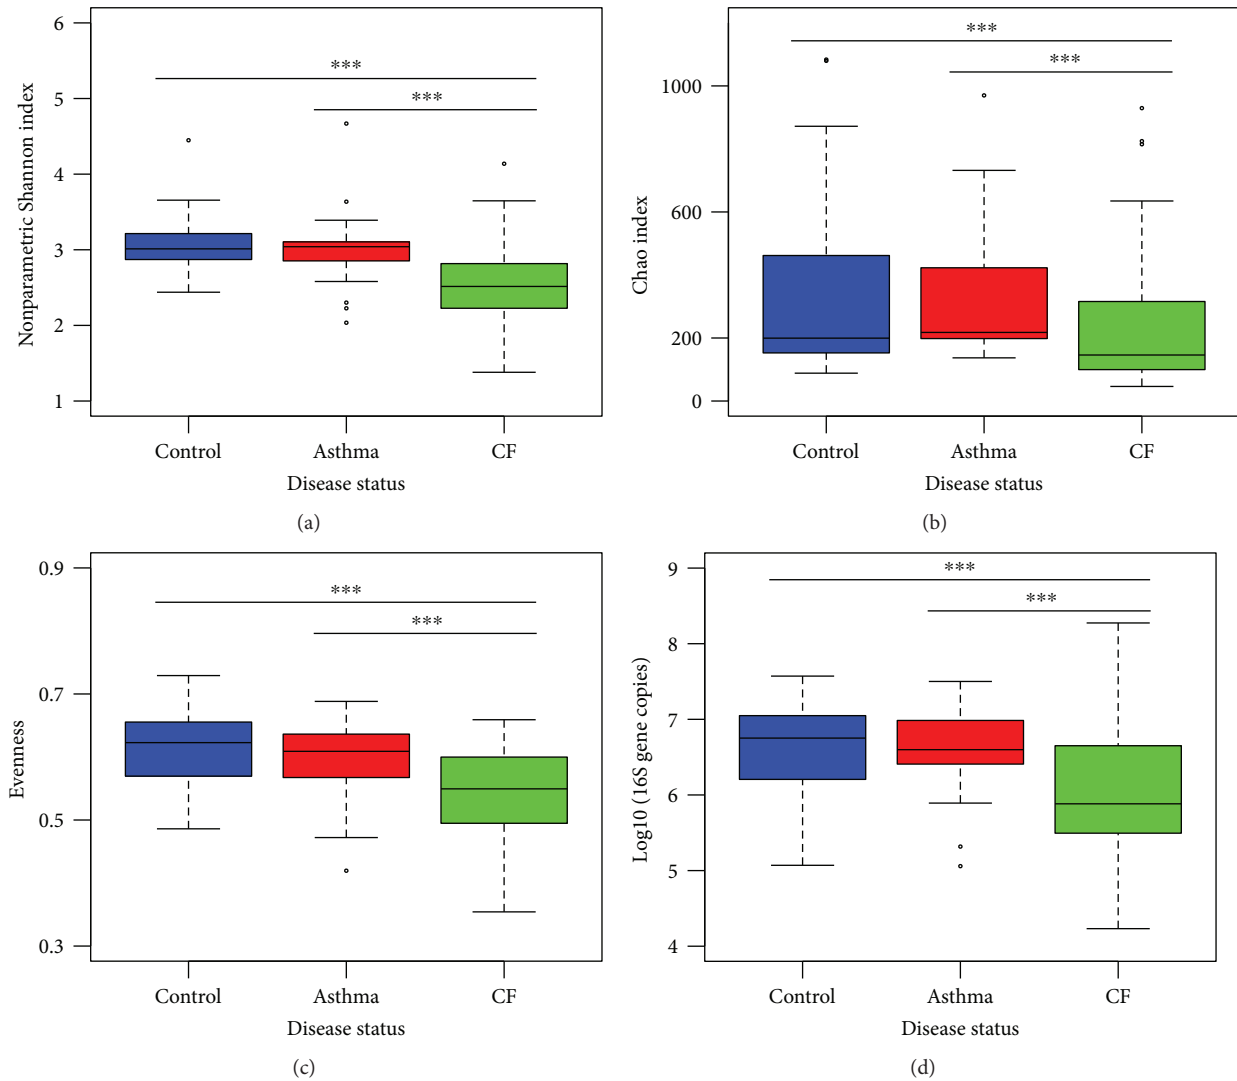 6
5
4
3
2
1
Nonparametric Shannon index
***
***
Control Asthma CF
Disease status
(a)
1000
600
200
0
Chao index
***
***
Control Asthma CF
Disease status
(b)
0.9
0.7
0.5
0.3
Evenness
***
***
Control Asthma CF
Disease status
(c)
9
8
7
6
5
4
Log10 (16S gene copies)
***
***
Control Asthma CF
Disease status
(d)